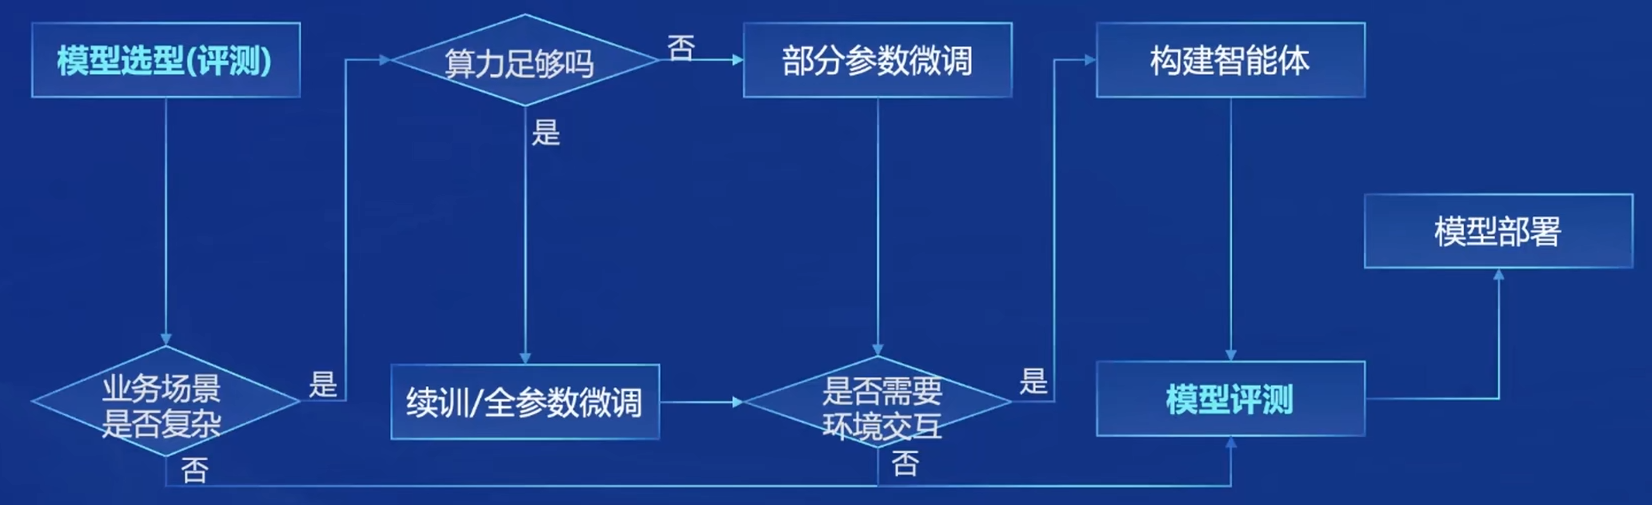 模型选型(评测)
算力足够吗
否
部分参数微调
构建智能体
是
模型部署
业务场景
是否复杂
是
续训/全参数微调
是否需要
环境交互
是
模型评测
否
否